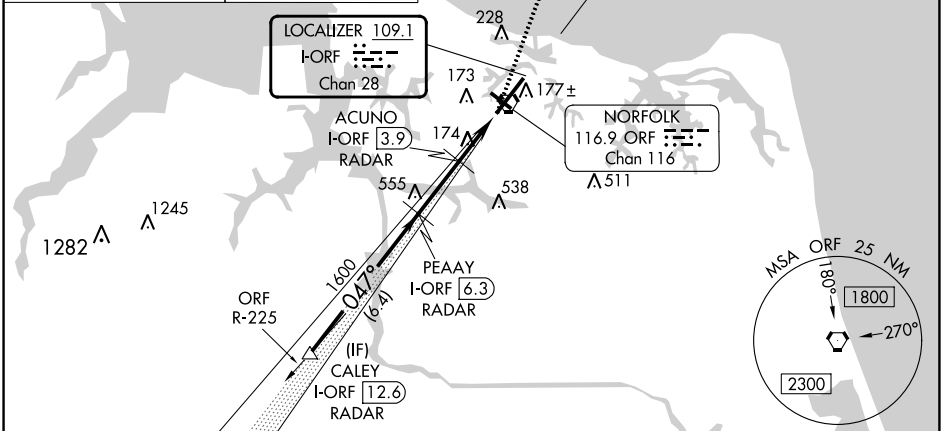 LOCALIZER 109.1
I-ORF
Chan 28
228
173
177±
NORFOLK
116.9 ORF
Chan 116
ACUNO
I-ORF 3.9
RADAR
174
555
538
511
1245
1282
PEAAY
I-ORF 6.3
RADAR
1600
047°
(6.4)
ORF
R-225
(IF)
CALEY
I-ORF 12.6
RADAR
MSA ORF 25 NM
180°
1800
270°
2300